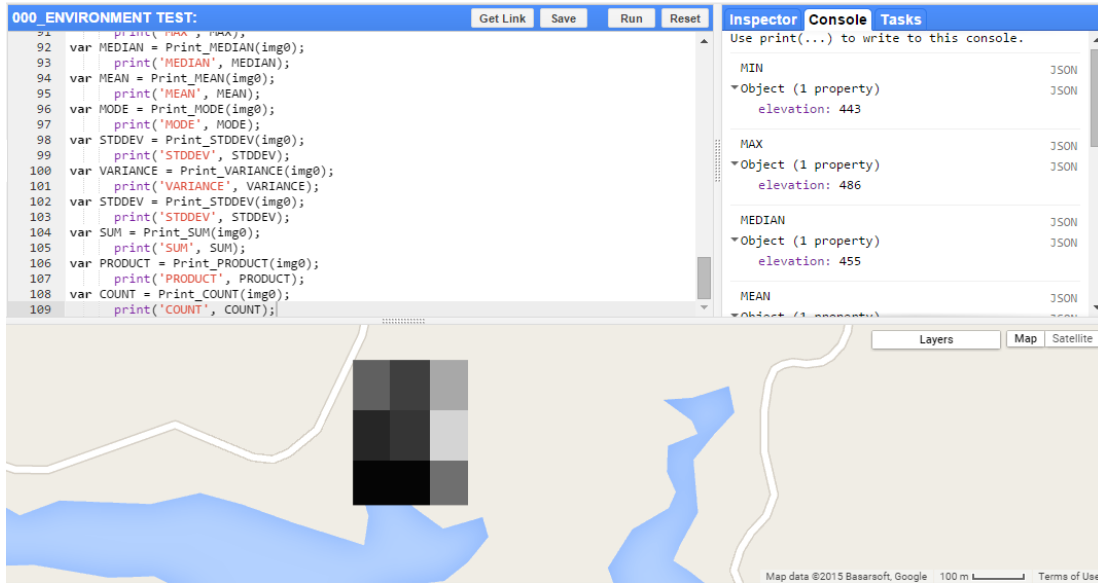 000_ENVIRONMENT TEST:
Get Link Save Run Reset
91 print('MAX', MAX);
92 var MEDIAN = Print_MEDIAN(img0);
93 print('MEDIAN', MEDIAN);
94 var MEAN = Print_MEAN(img0);
95 print('MEAN', MEAN);
96 var MODE = Print_MODE(img0);
97 print('MODE', MODE);
98 var STDDEV = Print_STDDEV(img0);
99 print('STDDEV', STDDEV);
100 var VARIANCE = Print_VARIANCE(img0);
101 print('VARIANCE', VARIANCE);
102 var STDDEV = Print_STDDEV(img0);
103 print('STDDEV', STDDEV);
104 var SUM = Print_SUM(img0);
105 print('SUM', SUM);
106 var PRODUCT = Print_PRODUCT(img0);
107 print('PRODUCT', PRODUCT);
108 var COUNT = Print_COUNT(img0);
109 print('COUNT', COUNT);
Inspector Console Tasks
Use print(...) to write to this console.
MIN JSON
Object (1 property) JSON
elevation: 443
MAX JSON
Object (1 property) JSON
elevation: 486
MEDIAN JSON
Object (1 property) JSON
elevation: 455
MEAN JSON
Object (1 property) JSON
Layers Map Satellite
Map data ©2015 Basarsoft, Google 100 m Terms of Use